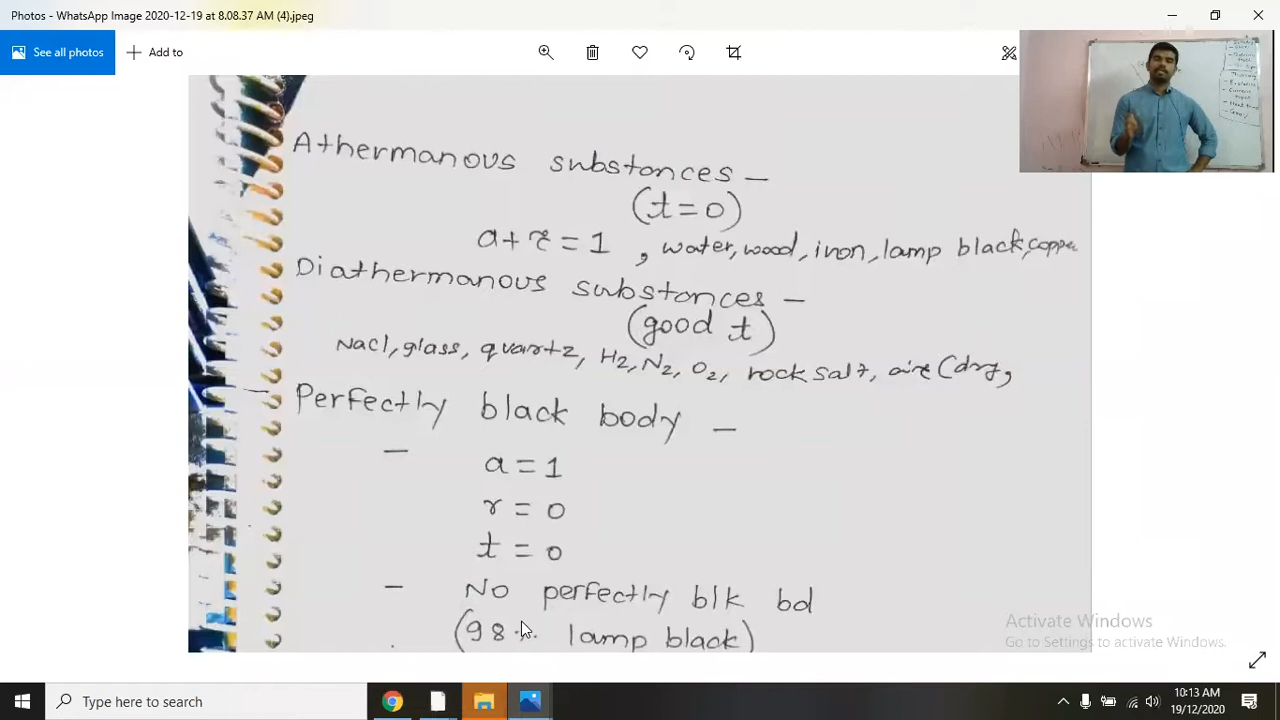 Photos - WhatsApp Image 2020-12-19 at 8.08.37 AM (4).jpeg
See all photos
Add to
Athermanous substances -
(t=0)
a+r=1, water, wood, iron, lamp black, coppe
Diathermanous substances -
(good t)
Nacl, glass, quartz, H2, N2, O2, rock salt, air (dry,
- Perfectly black body -
- a=1
r=0
t=0
- No perfectly blk bd
(98 lamp black)
Activate Windows
Go to Settings to activate Windows.
Type here to search
10:13 AM
19/12/2020